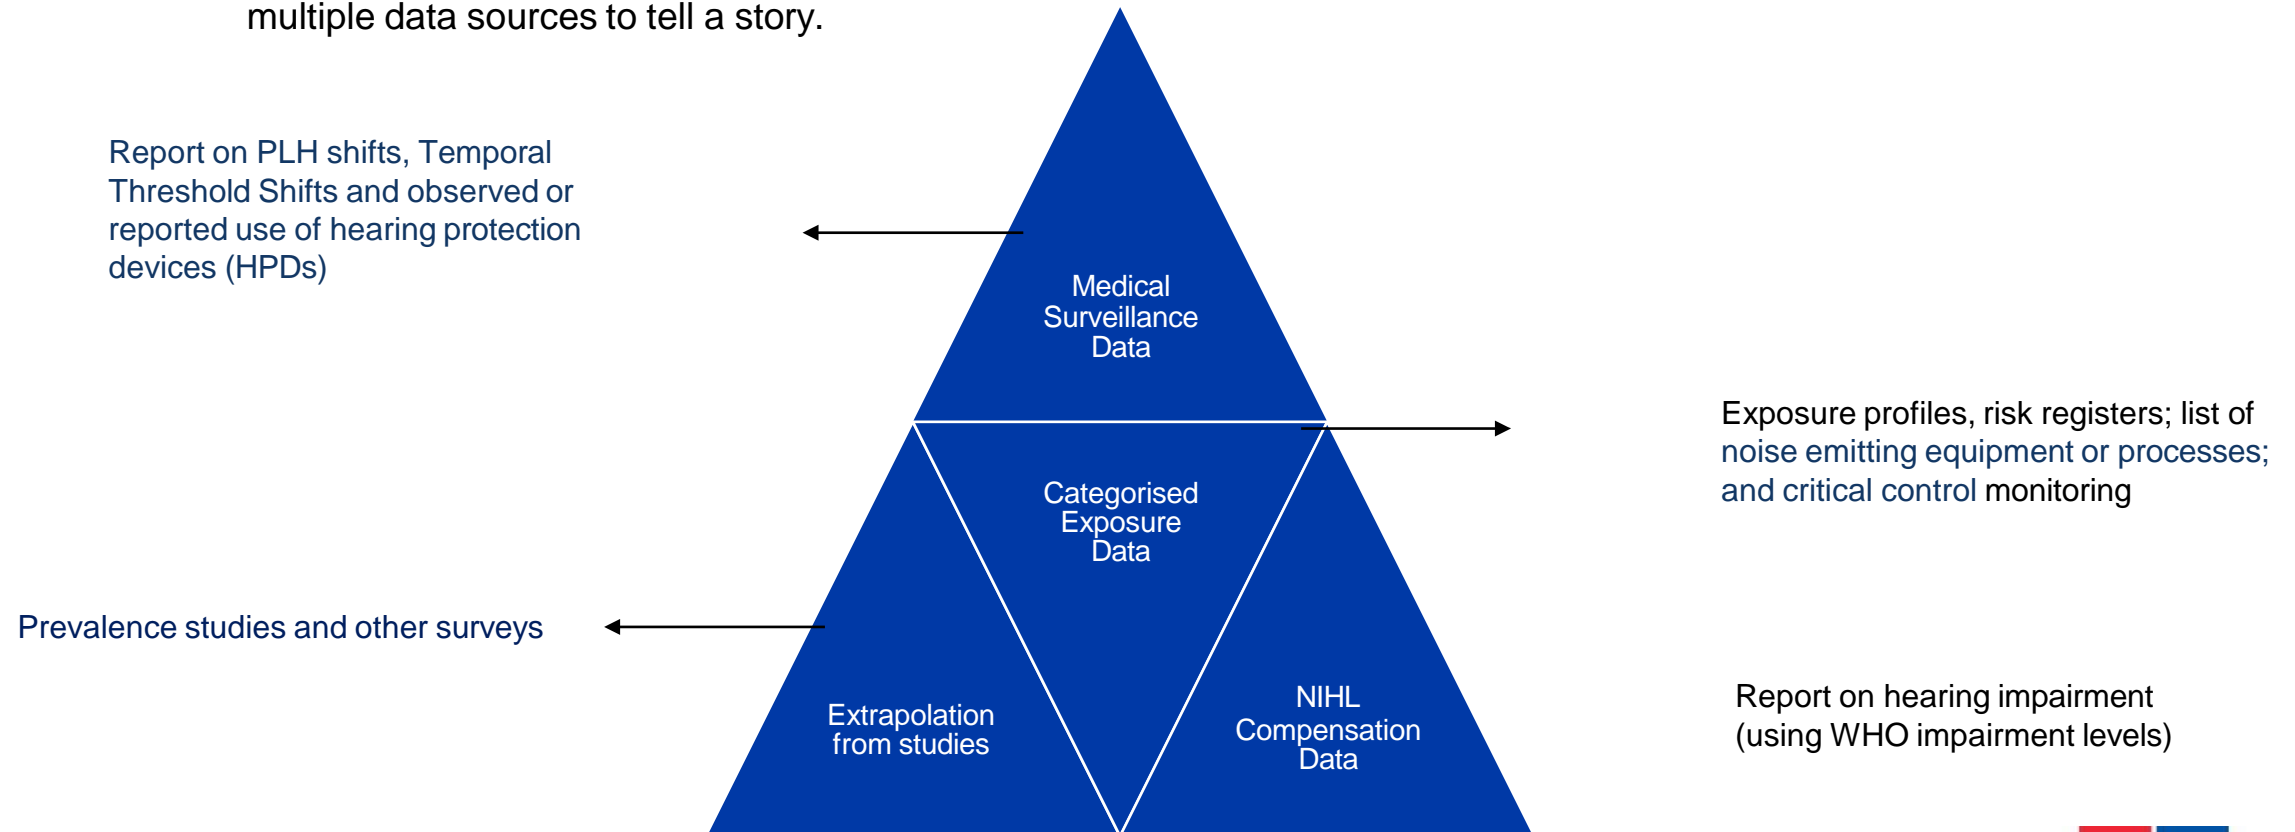 multiple data sources to tell a story.
Report on PLH shifts, Temporal
Threshold Shifts and observed or
reported use of hearing protection
devices (HPDs)
Medical
Surveillance
Data
Exposure profiles, risk registers; list of
noise emitting equipment or processes;
and critical control monitoring
Categorised
Exposure
Data
Prevalence studies and other surveys
Extrapolation
from studies
NIHL
Compensation
Data
Report on hearing impairment
(using WHO impairment levels)